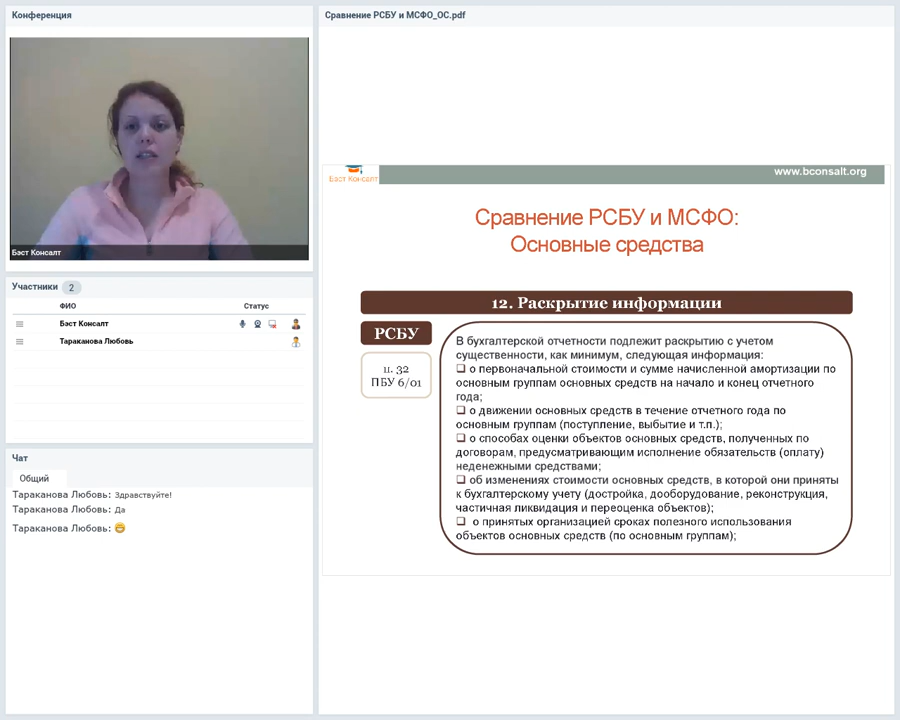 Конференция
Бэст Консалт
Участники 2
ФИО Статус
Бэст Консалт
Тараканова Любовь
Чат
Общий
Тараканова Любовь: Здравствуйте!
Тараканова Любовь: Да
Тараканова Любовь:
Сравнение РСБУ и МСФО_ОС.pdf
Бэст Консалт
www.bconsalt.org
Сравнение РСБУ и МСФО:
Основные средства
12. Раскрытие информации
РСБУ
п. 32
ПБУ 6/01
В бухгалтерской отчетности подлежит раскрытию с учетом
существенности, как минимум, следующая информация:
❑ о первоначальной стоимости и сумме начисленной амортизации по
основным группам основных средств на начало и конец отчетного
года;
❑ о движении основных средств в течение отчетного года по
основным группам (поступление, выбытие и т.п.);
❑ о способах оценки объектов основных средств, полученных по
договорам, предусматривающим исполнение обязательств (оплату)
неденежными средствами;
❑ об изменениях стоимости основных средств, в которой они приняты
к бухгалтерскому учету (достройка, дооборудование, реконструкция,
частичная ликвидация и переоценка объектов);
❑ о принятых организацией сроках полезного использования
объектов основных средств (по основным группам);